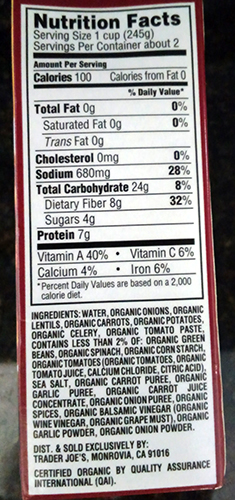 Nutrition Facts
Serving Size 1 cup (245g)
Servings Per Container about 2
Amount Per Serving
Calories 100 Calories from Fat 0
% Daily Value*
Total Fat 0g 0%
Saturated Fat 0g 0%
Trans Fat 0g
Cholesterol 0mg 0%
Sodium 680mg 28%
Total Carbohydrate 24g 8%
Dietary Fiber 8g 32%
Sugars 4g
Protein 7g
Vitamin A 40% • Vitamin C 6%
Calcium 4% • Iron 6%
*Percent Daily Values are based on a 2,000
calorie diet.
INGREDIENTS: WATER, ORGANIC ONIONS, ORGANIC
LENTILS, ORGANIC CARROTS, ORGANIC POTATOES,
ORGANIC CELERY, ORGANIC TOMATO PASTE,
CONTAINS LESS THAN 2% OF: ORGANIC GREEN
BEANS, ORGANIC SPINACH, ORGANIC CORN STARCH,
ORGANIC TOMATOES (ORGANIC TOMATOES, ORGANIC
TOMATO JUICE, CALCIUM CHLORIDE, CITRIC ACID),
SEA SALT, ORGANIC CARROT PUREE, ORGANIC
GARLIC PUREE, ORGANIC CARROT JUICE
CONCENTRATE, ORGANIC ONION PUREE, ORGANIC
SPICES, ORGANIC BALSAMIC VINEGAR (ORGANIC
WINE VINEGAR, ORGANIC GRAPE MUST), ORGANIC
GARLIC POWDER, ORGANIC ONION POWDER.
DIST. & SOLD EXCLUSIVELY BY:
TRADER JOE'S, MONROVIA, CA 91016
CERTIFIED ORGANIC BY QUALITY ASSURANCE
INTERNATIONAL (QAI).